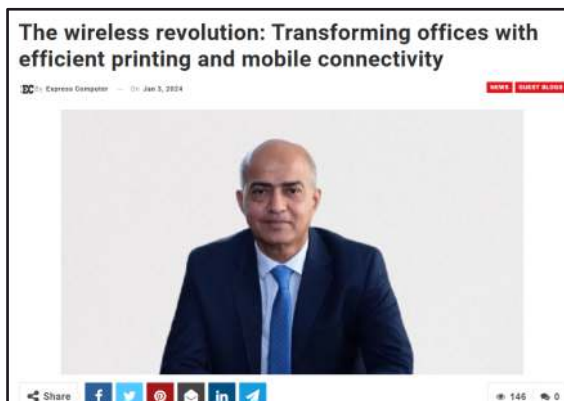 The wireless revolution: Transforming offices with
efficient printing and mobile connectivity
EC By Express Computer — On Jan 3, 2024
NEWS GUEST BLOGS
Share
146 0